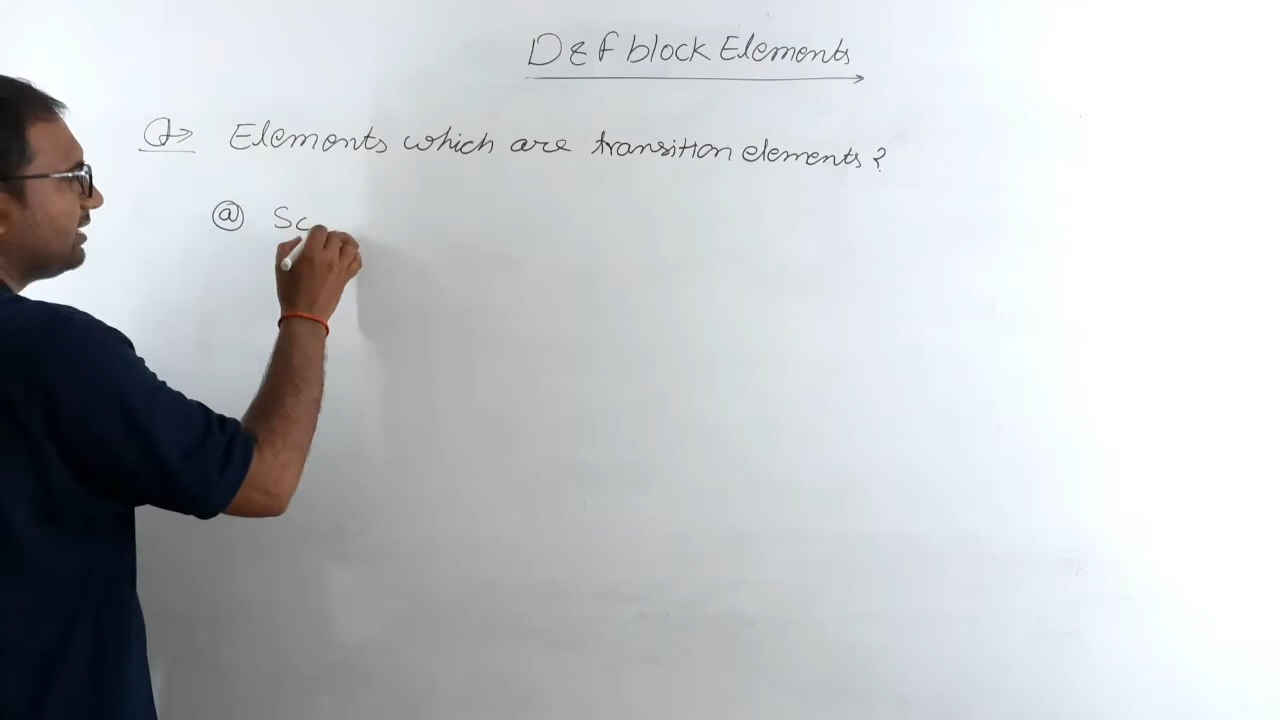 D & f block Elements
Q→ Elements which are transition elements?
ⓐ Sc